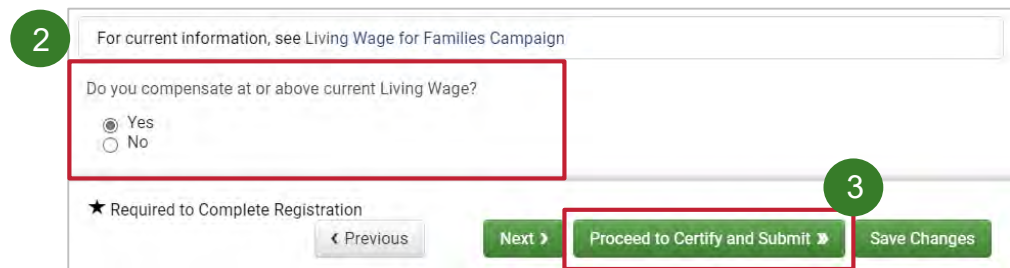 2
For current information, see Living Wage for Families Campaign
Do you compensate at or above current Living Wage?
Yes
No
3
★ Required to Complete Registration
‹ Previous
Next ›
Proceed to Certify and Submit »
Save Changes